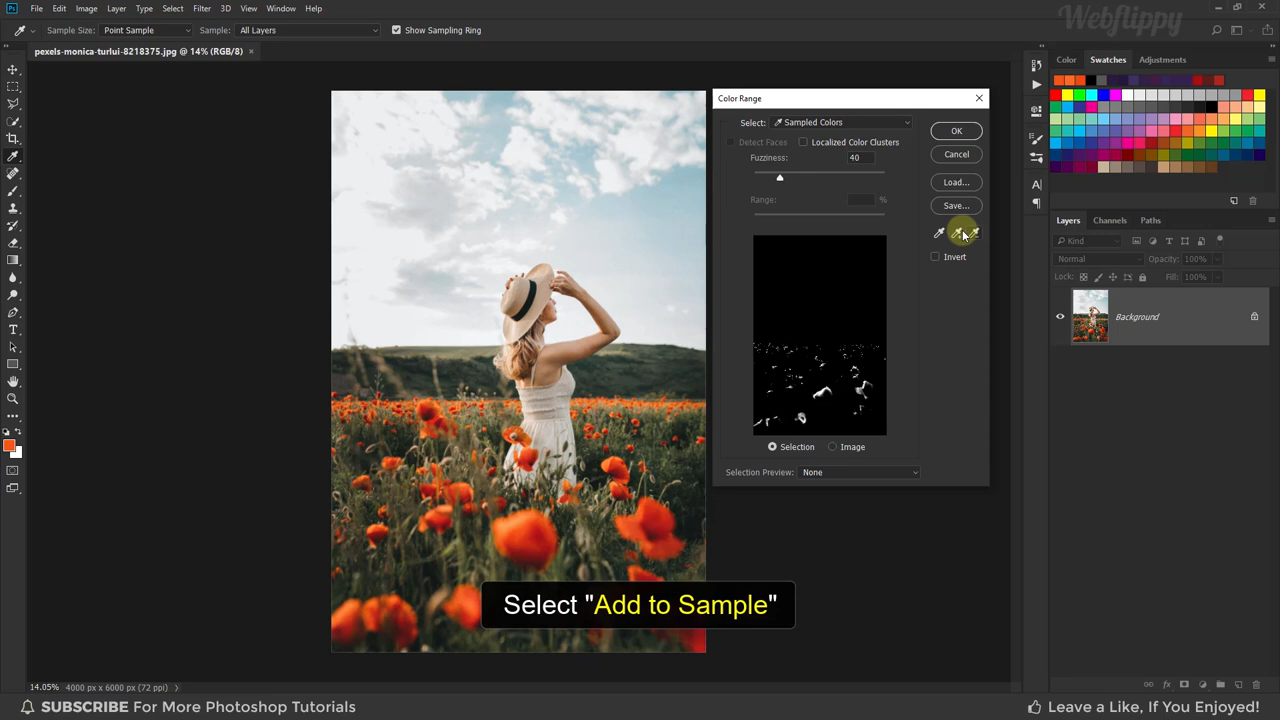 Webflippy
Ps File Edit Image Layer Type Select Filter 3D View Window Help
Sample Size: Point Sample Sample: All Layers Show Sampling Ring
pexels-monica-turlui-8218375.jpg @ 14% (RGB/8) ×
Color Swatches Adjustments
Color Range
Select: Sampled Colors
OK
Detect Faces Localized Color Clusters
Fuzziness: 40
Cancel
Load...
Range: %
Save...
Invert
Selection Image
Selection Preview: None
Layers Channels Paths
Kind
Normal Opacity: 100%
Lock: Fill: 100%
Background
Select "Add to Sample"
14.05% 4000 px x 6000 px (72 ppi)
SUBSCRIBE For More Photoshop Tutorials
Leave a Like, If You Enjoyed!